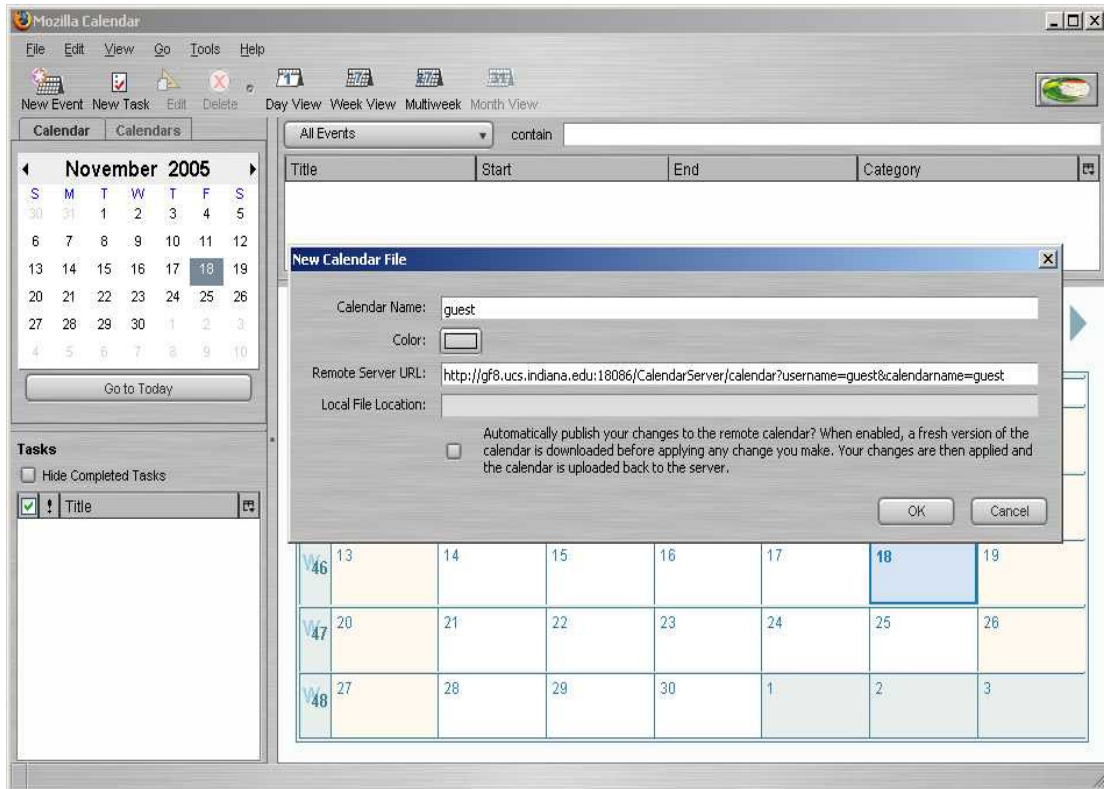 Mozilla Calendar
File Edit View Go Tools Help
New Event New Task Edit Delete Day View Week View Multiweek Month View
Calendar Calendars
All Events contain
November 2005
S M T W T F S
30 31 1 2 3 4 5
6 7 8 9 10 11 12
13 14 15 16 17 18 19
20 21 22 23 24 25 26
27 28 29 30 1 2 3
4 5 6 7 8 9 10
Go to Today
Title Start End Category
New Calendar File
Calendar Name: guest
Color:
Remote Server URL: http://gf8.ucs.indiana.edu:18086/CalendarServer/calendar?username=guest&calendarname=guest
Local File Location:
Automatically publish your changes to the remote calendar? When enabled, a fresh version of the
calendar is downloaded before applying any change you make. Your changes are then applied and
the calendar is uploaded back to the server.
OK Cancel
Tasks
Hide Completed Tasks
! Title
W46 13 14 15 16 17 18 19
W47 20 21 22 23 24 25 26
W48 27 28 29 30 1 2 3